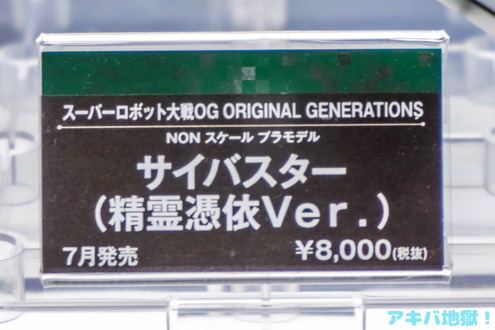 スーパーロボット大戦OG ORIGINAL GENERATIONS
NON スケール プラモデル
サイバスター
(精霊憑依Ver.)
7月発売 ¥8,000(税抜)
アキバ地獄!